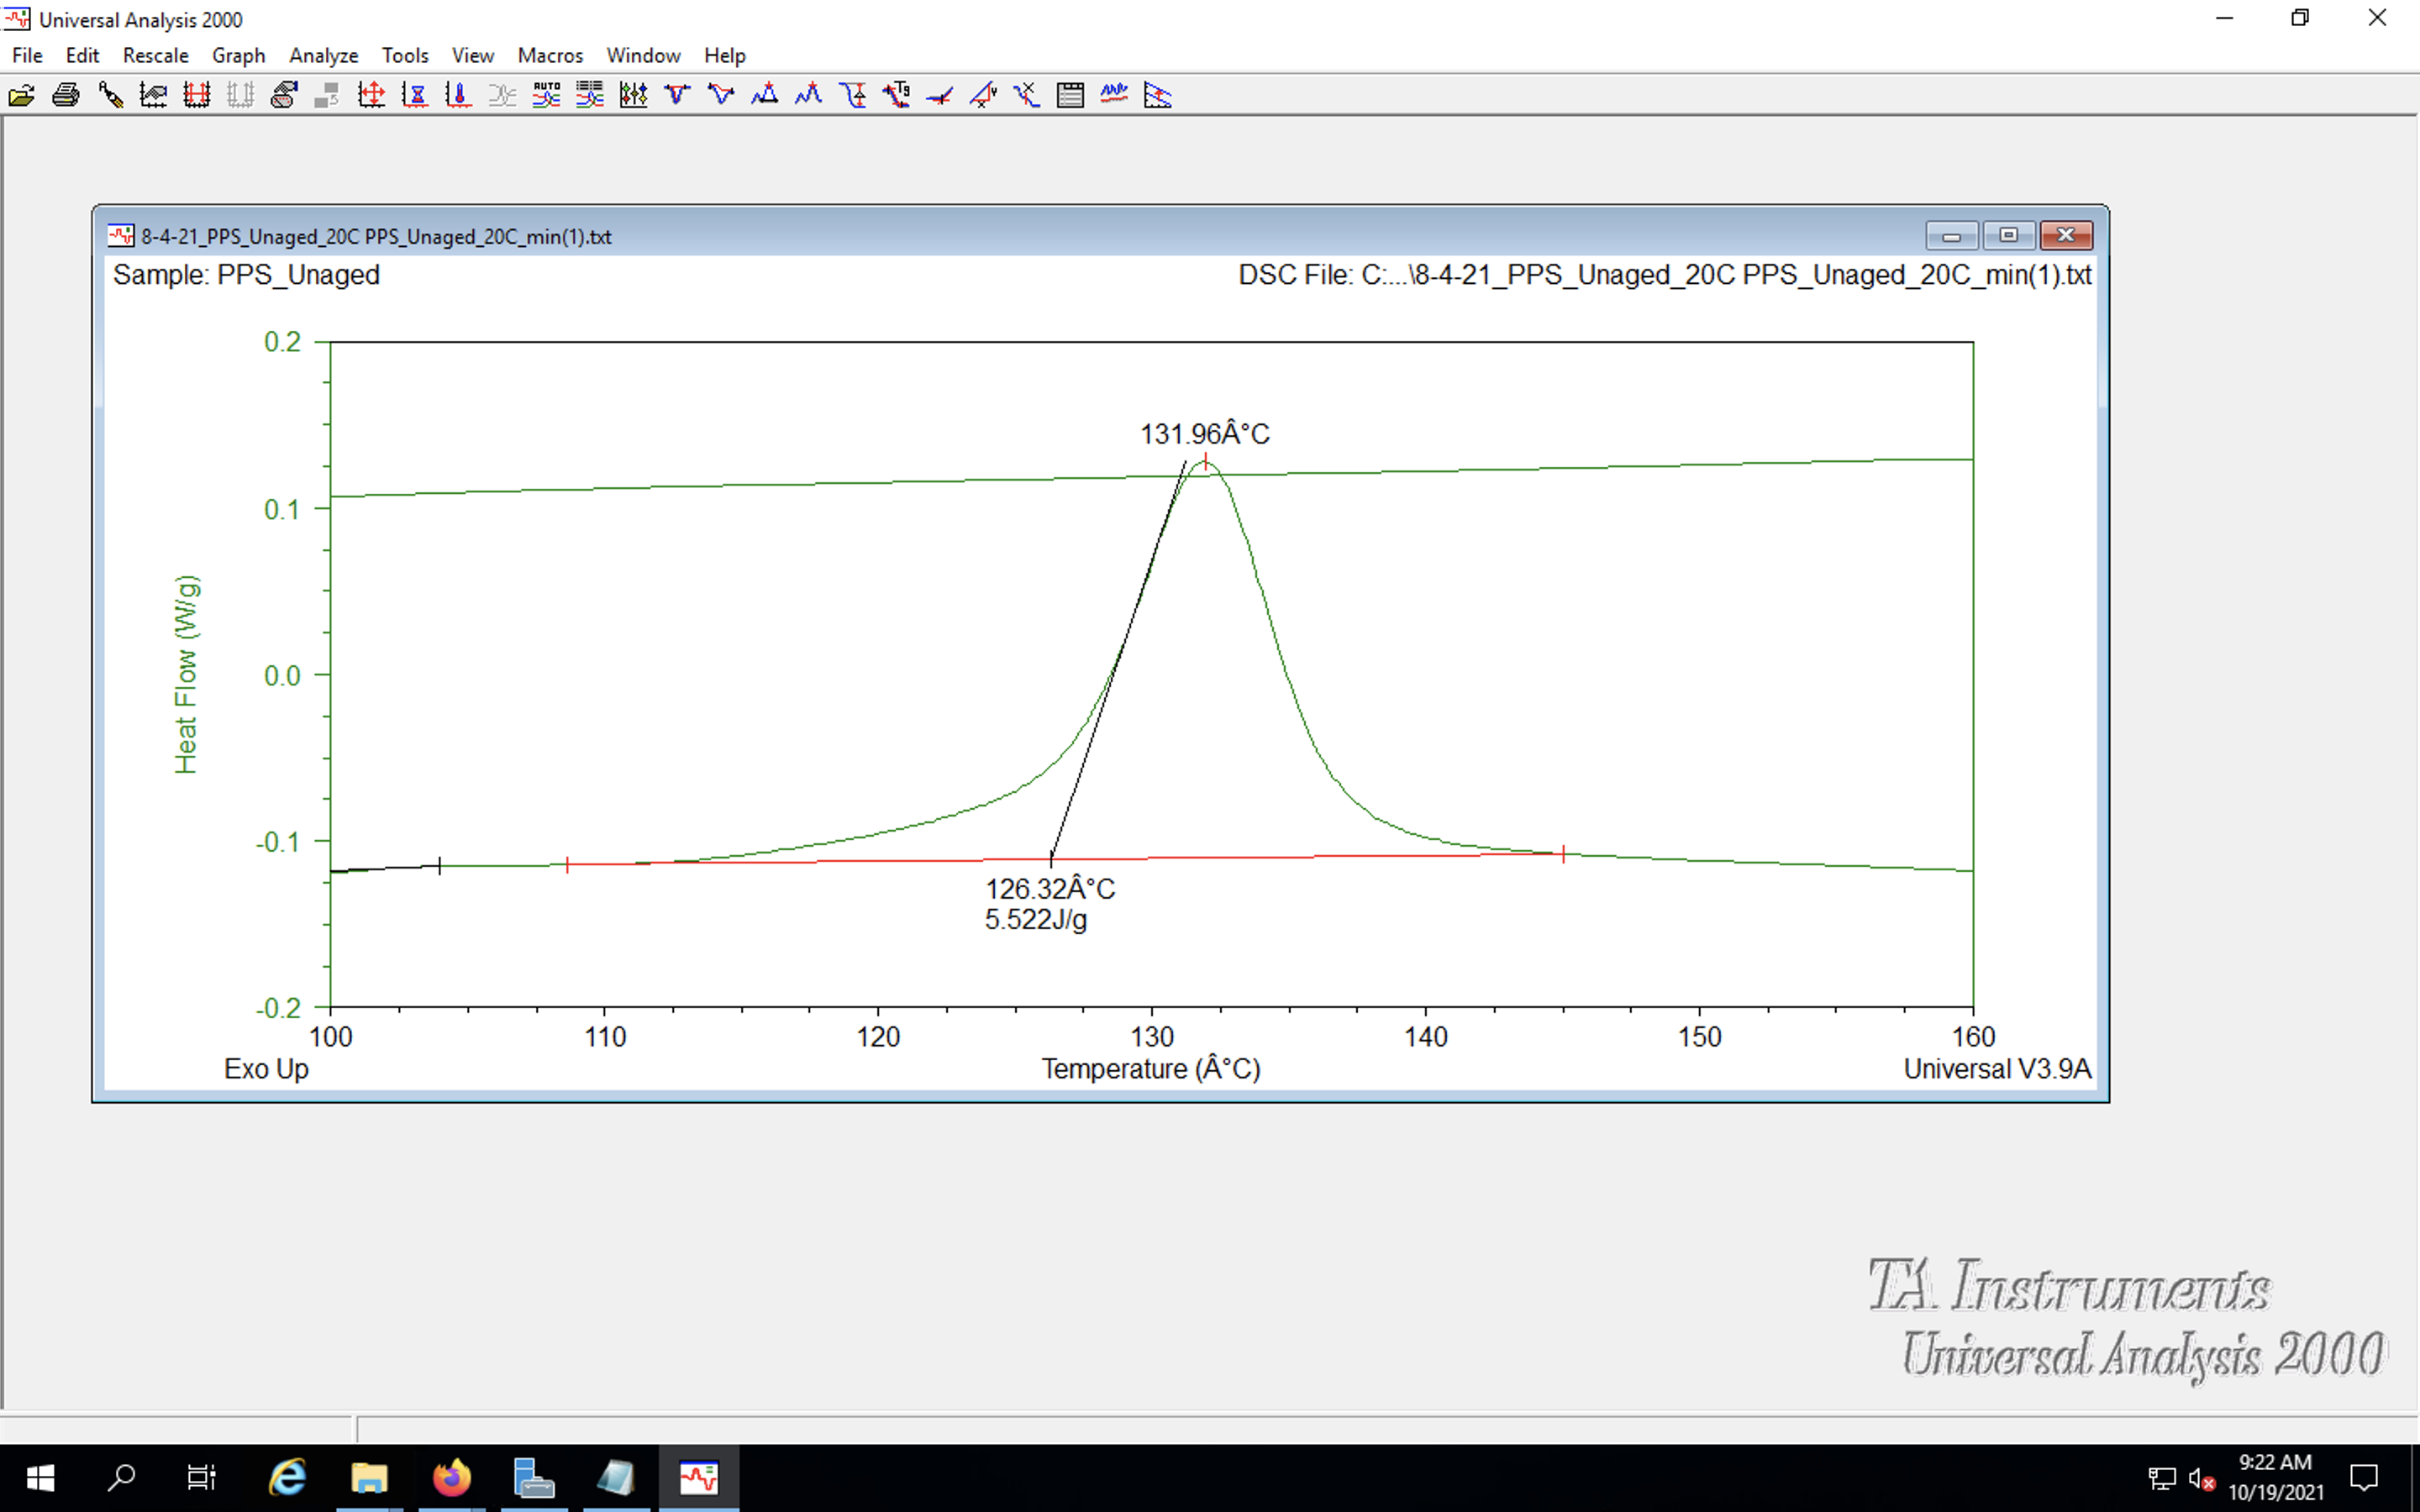 Universal Analysis 2000
File Edit Rescale Graph Analyze Tools View Macros Window Help
AUTO
Tg
8-4-21_PPS_Unaged_20C PPS_Unaged_20C_min(1).txt
Sample: PPS_Unaged
DSC File: C:...\8-4-21_PPS_Unaged_20C PPS_Unaged_20C_min(1).txt
0.2
131.96Â°C
0.1
Heat Flow (W/g)
0.0
-0.1
126.32Â°C
5.522J/g
-0.2
100 110 120 130 140 150 160
Exo Up
Temperature (Â°C)
Universal V3.9A
TA Instruments
Universal Analysis 2000
9:22 AM
10/19/2021